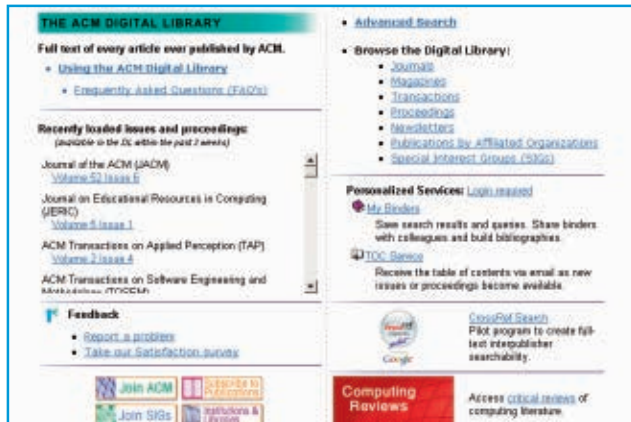 THE ACM DIGITAL LIBRARY
Full text of every article ever published by ACM.
• Using the ACM Digital Library
• Frequently Asked Questions (FAQ's)
Recently loaded issues and proceedings:
(available in the DL within the past 2 weeks)
Journal of the ACM (JACM)
Volume 52 Issue 6
Journal on Educational Resources in Computing
(JERIC)
Volume 5 Issue 1
ACM Transactions on Applied Perception (TAP)
Volume 2 Issue 4
ACM Transactions on Software Engineering and
Methodology (TOSEM)
Feedback
• Report a problem
• Take our Satisfaction survey
Join ACM
Subscribe to
Publications
Join SIGs
Institutions &
Libraries
• Advanced Search
• Browse the Digital Library:
• Journals
• Magazines
• Transactions
• Proceedings
• Newsletters
• Publications by Affiliated Organizations
• Special Interest Groups (SIGs)
Personalized Services: Login required
My Binders
Save search results and queries. Share binders
with colleagues and build bibliographies.
TOC Service
Receive the table of contents via email as new
issues or proceedings become available.
CrossRef Search
Pilot program to create full-
text interpublisher
searchability.
Google
Computing
Reviews
Access critical reviews of
computing literature.